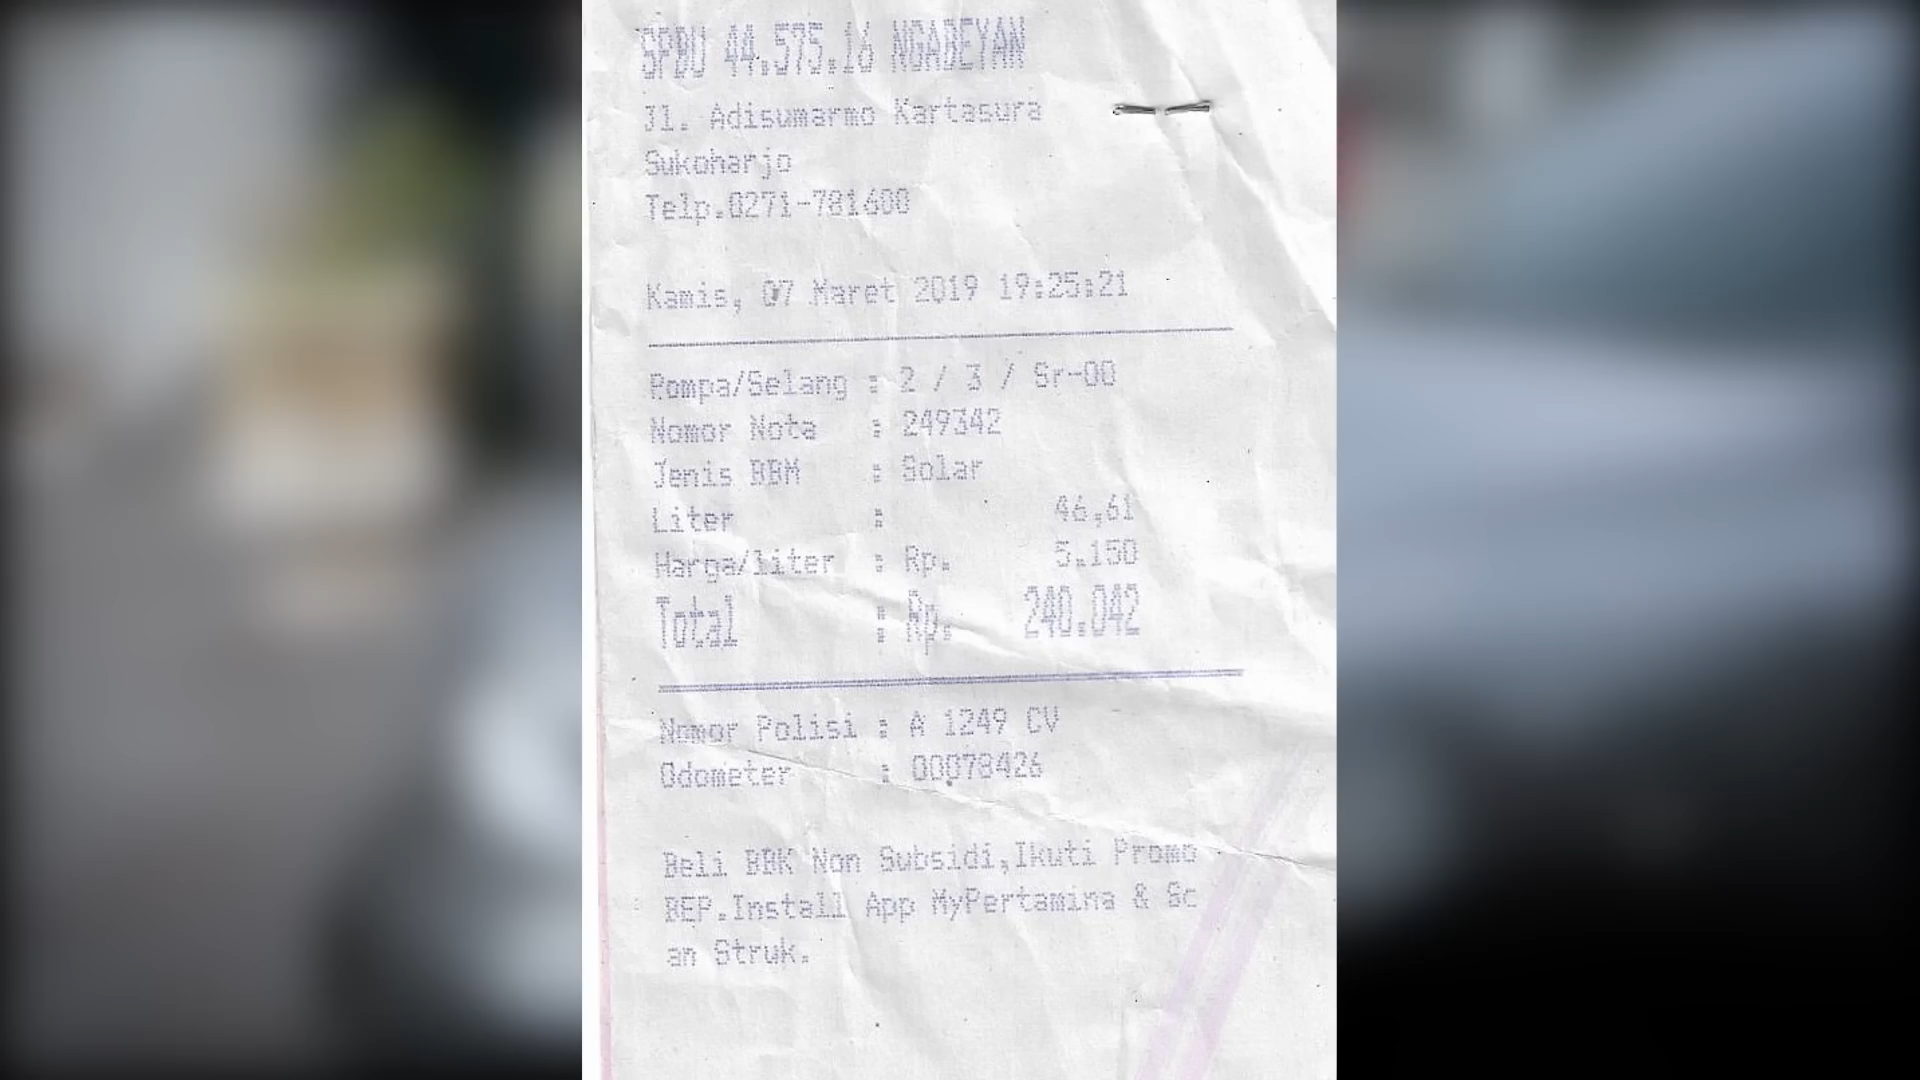 SPBU 44.575.16 NGABEYAN
Jl. Adisumarmo Kartasura
Sukoharjo
Telp.0271-781600
Kamis, 07 Maret 2019 19:25:21
Pompa/Selang : 2 / 3 / Sr-00
Nomor Nota : 249342
Jenis BBM : Solar
Liter : 46,61
Harga/liter : Rp. 5.150
Total : Rp. 240.042
Nomor Polisi : A 1249 CV
Odometer : 00078426
Beli BBK Non Subsidi,Ikuti Promo
BEP.Install App MyPertamina & Sc
an Struk.